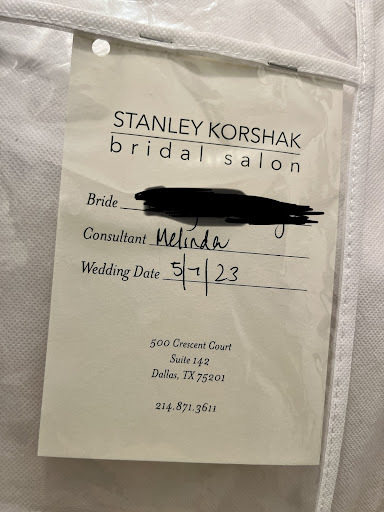 STANLEY KORSHAK
bridal salon
Bride
Consultant Melinda
Wedding Date 5/7/23
500 Crescent Court
Suite 142
Dallas, TX 75201
214.871.3611